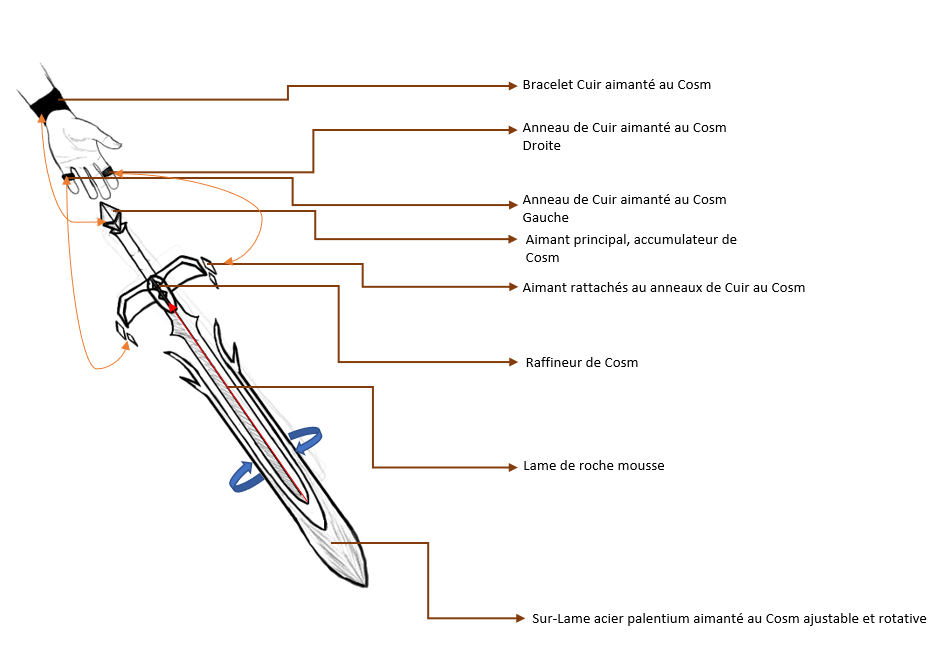 Bracelet Cuir aimanté au Cosm
Anneau de Cuir aimanté au Cosm
Droite
Anneau de Cuir aimanté au Cosm
Gauche
Aimant principal, accumulateur de
Cosm
Aimant rattachés au anneaux de Cuir au Cosm
Raffineur de Cosm
Lame de roche mousse
Sur-Lame acier palentium aimanté au Cosm ajustable et rotative